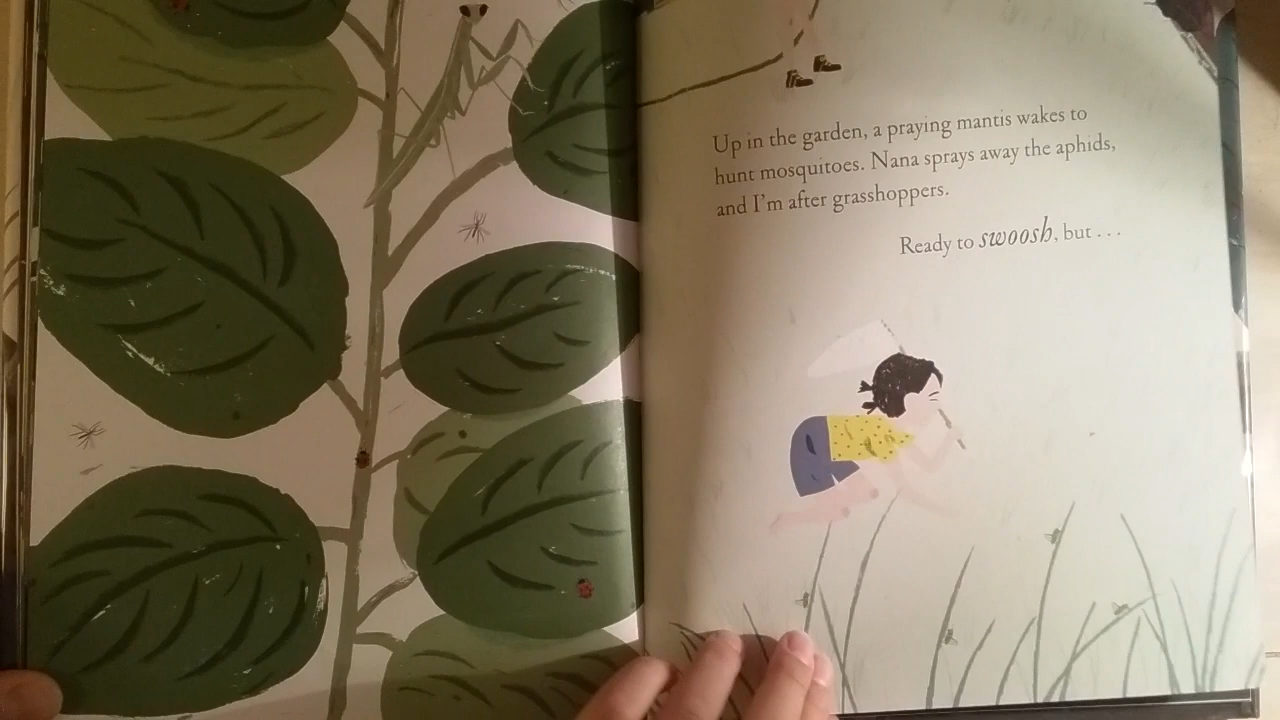 Up in the garden, a praying mantis wakes to
hunt mosquitoes. Nana sprays away the aphids,
and I'm after grasshoppers.
Ready to swoosh, but . . .